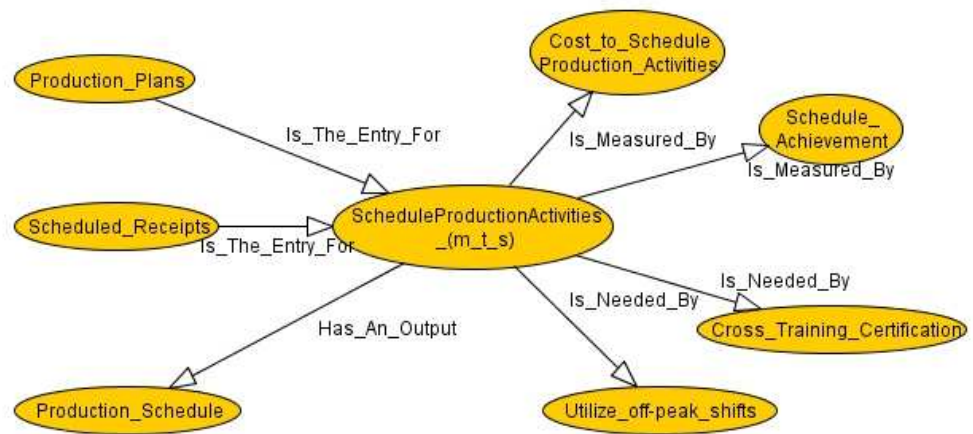 Cost_to_Schedule
Production_Activities
Production_Plans
Is_The_Entry_For
Is_Measured_By
Schedule_
Achievement
Is_Measured_By
Scheduled_Receipts
Is_The_Entry_For
ScheduleProductionActivities
_(m_t_s)
Is_Needed_By
Is_Needed_By
Has_An_Output
Cross_Training_Certification
Production_Schedule
Utilize_off-peak_shifts